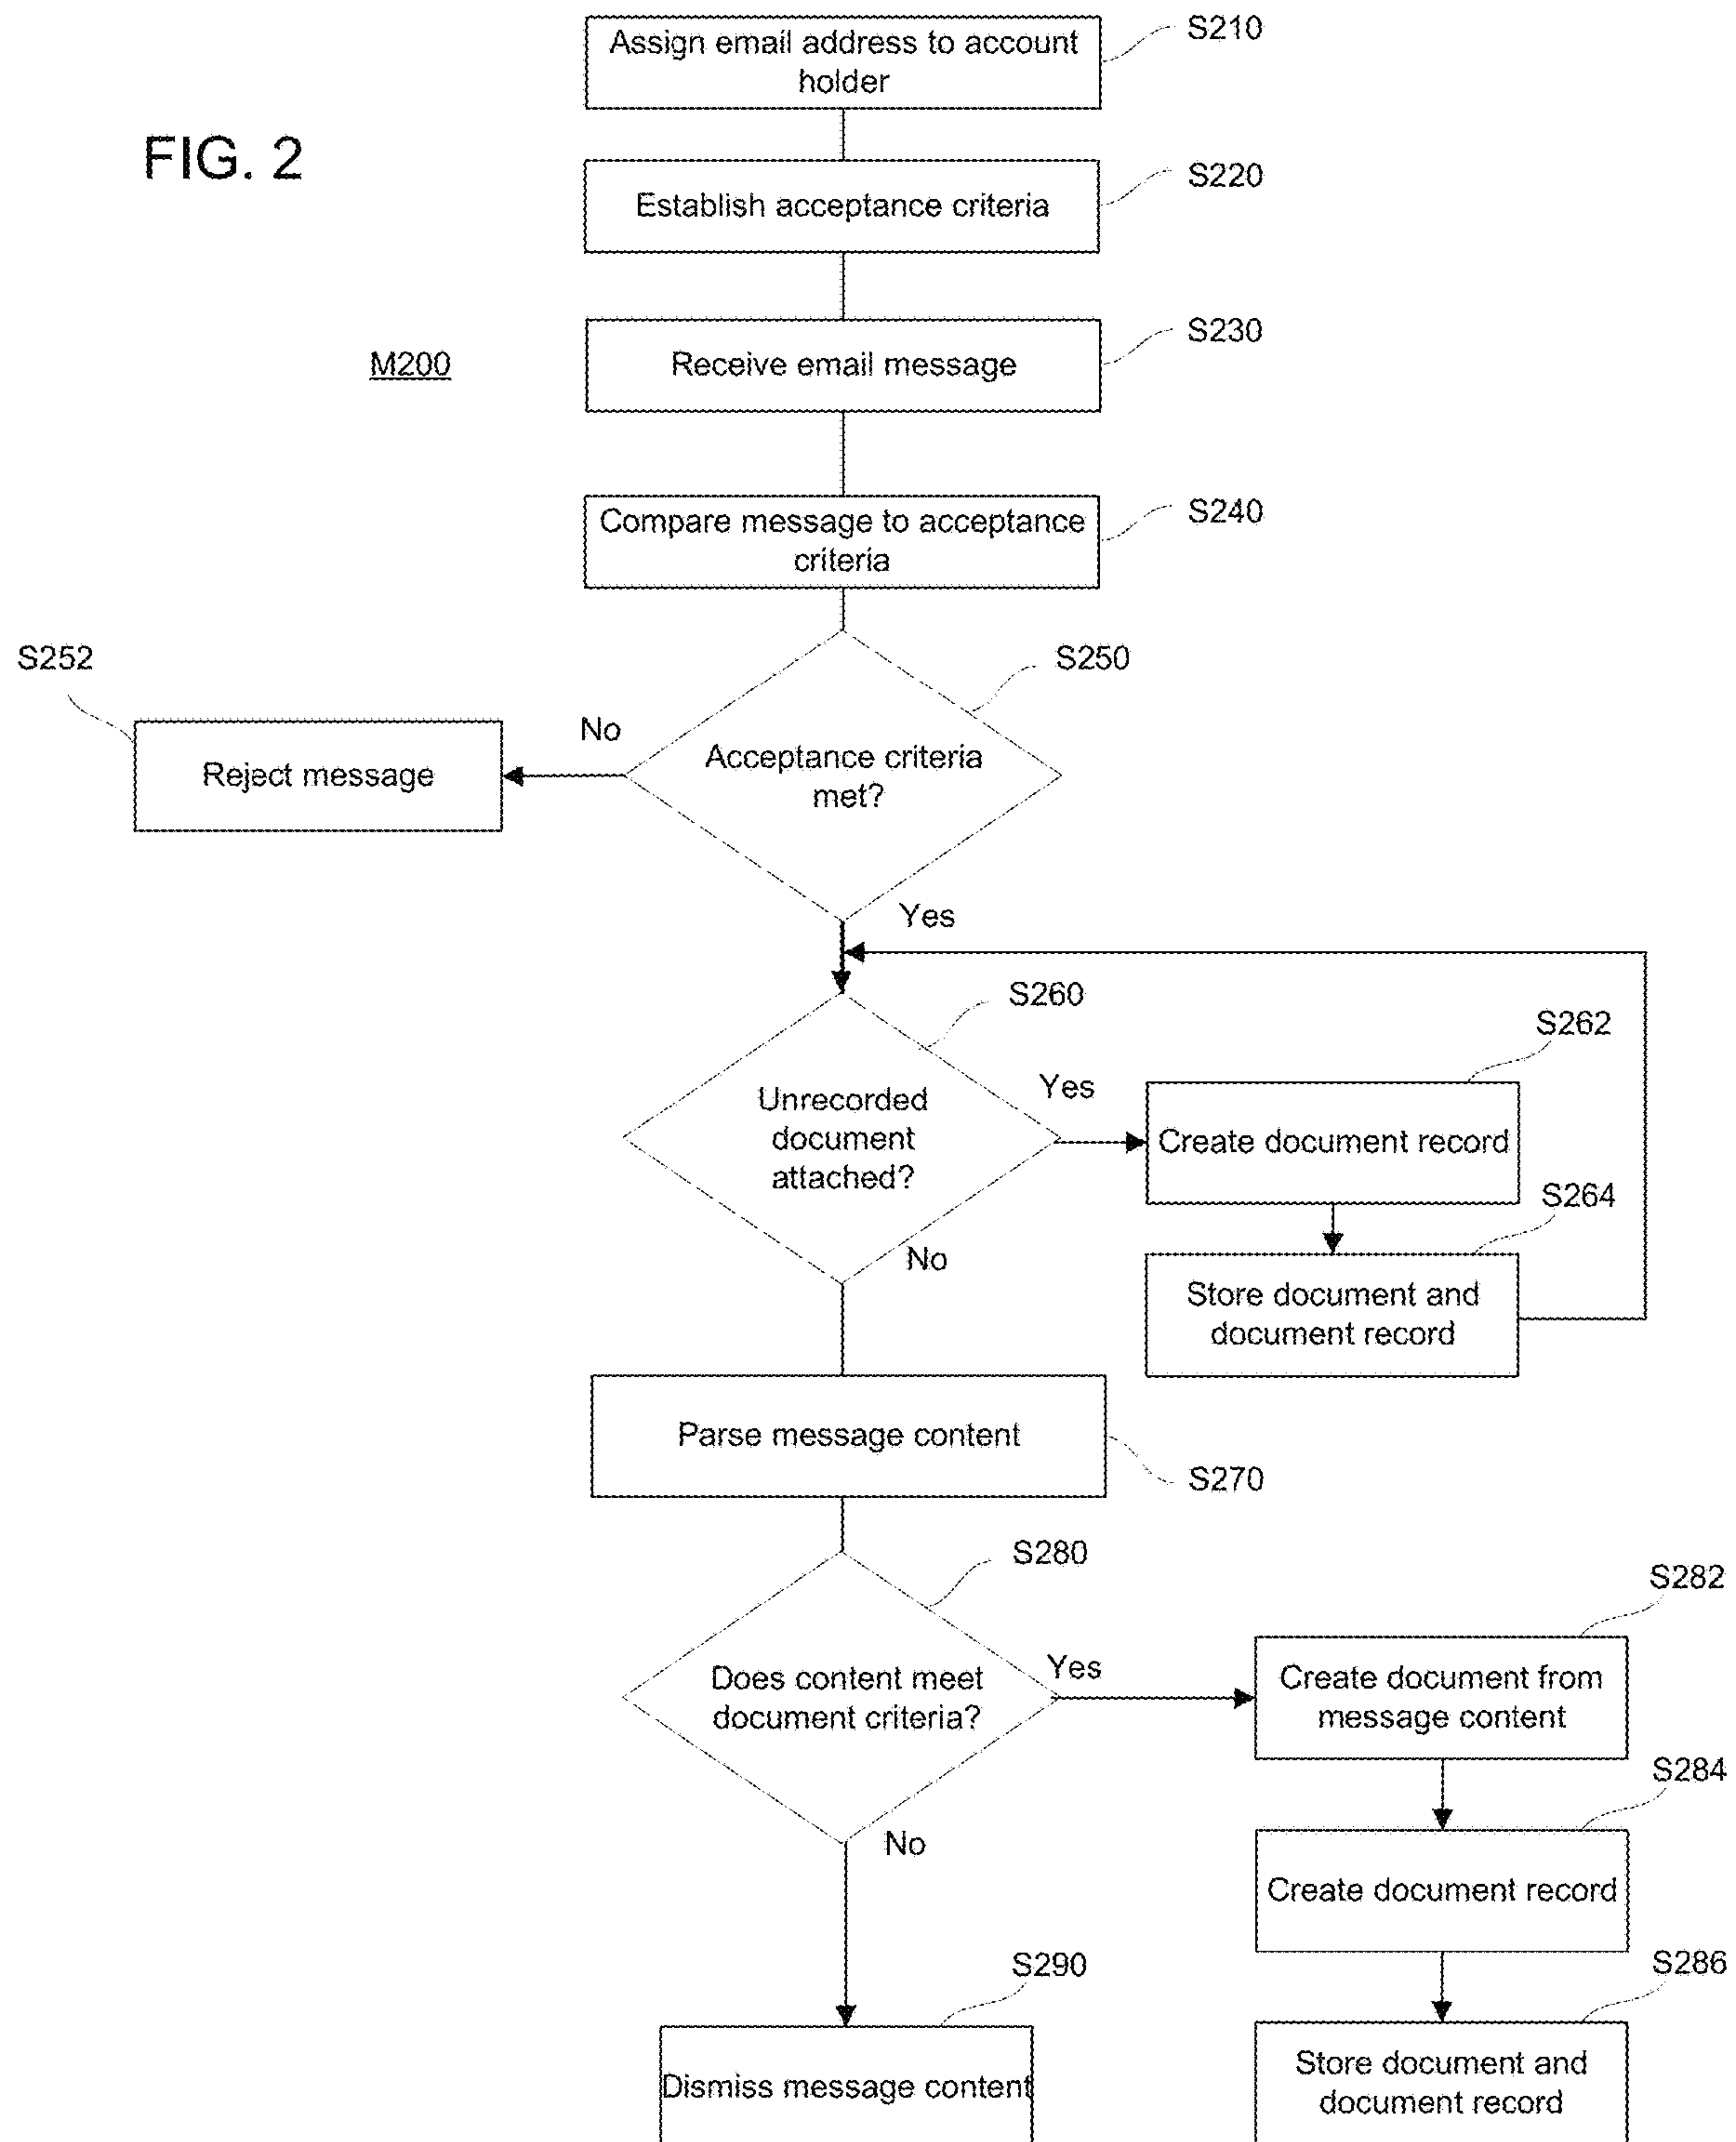 Assign email address to account
holder
S210
FIG. 2
Establish acceptance criteria
S220
M200
Receive email message
S230
Compare message to acceptance
criteria
S240
S252
Reject message
No
Acceptance criteria
met?
S250
Yes
S260
Unrecorded
document
attached?
Yes
S262
Create document record
S264
Store document and
document record
No
Parse message content
S270
S280
Does content meet
document criteria?
Yes
S282
Create document from
message content
S284
Create document record
No
S290
Dismiss message content
S286
Store document and
document record